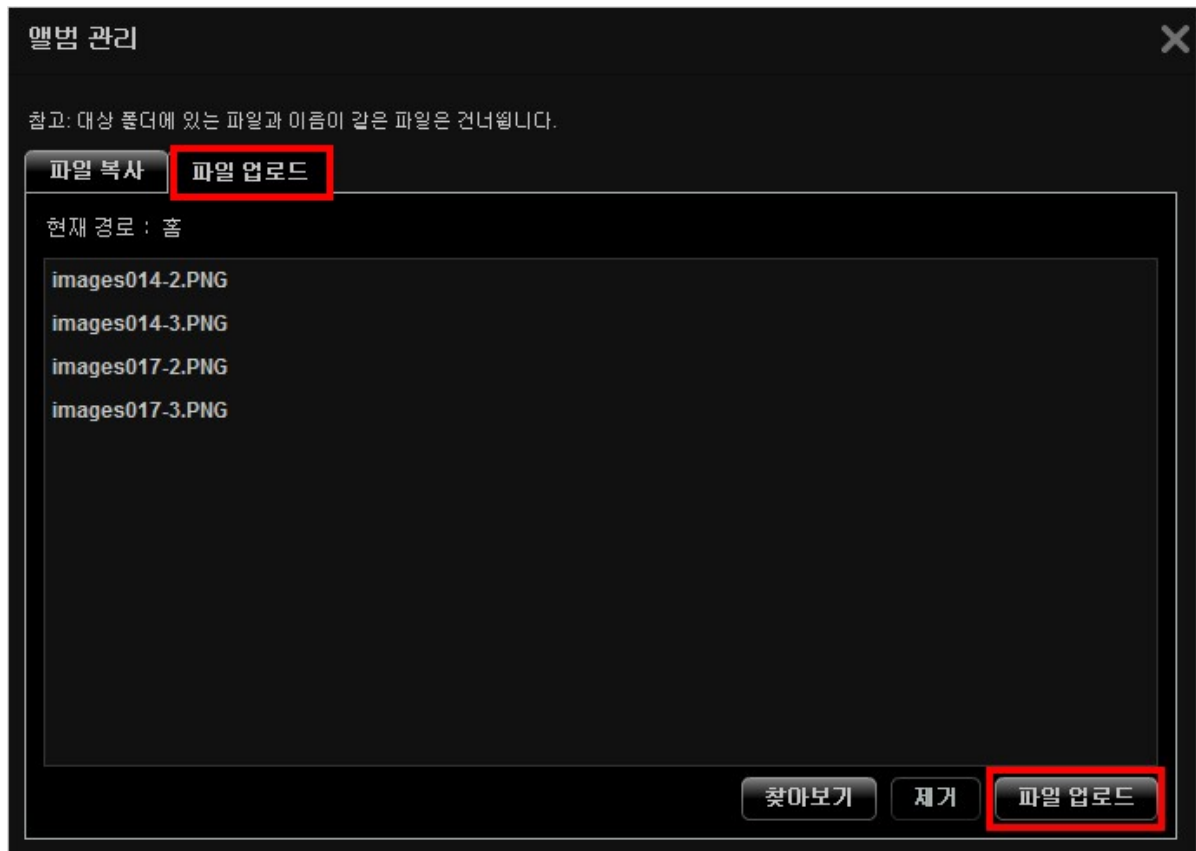 앨범 관리
참고: 대상 폴더에 있는 파일과 이름이 같은 파일은 건너뜁니다.
파일 복사 파일 업로드
현재 경로 : 홈
images014-2.PNG
images014-3.PNG
images017-2.PNG
images017-3.PNG
찾아보기 제거 파일 업로드